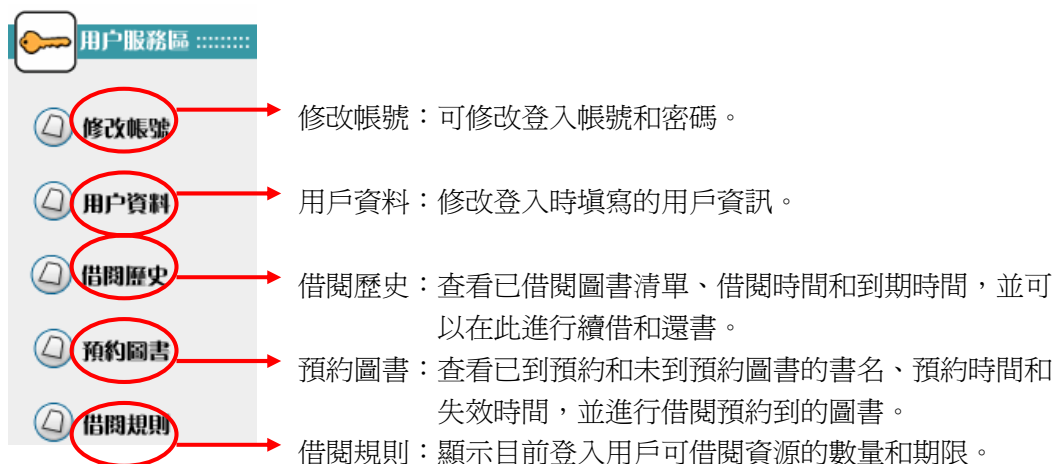 用户服務區 :::::::::
修改帳號
修改帳號：可修改登入帳號和密碼。
用户資料
用戶資料：修改登入時填寫的用戶資訊。
借閱歷史
借閱歷史：查看已借閱圖書清單、借閱時間和到期時間，並可
以在此進行續借和還書。
預約圖書
預約圖書：查看已到預約和未到預約圖書的書名、預約時間和
失效時間，並進行借閱預約到的圖書。
借閱規則
借閱規則：顯示目前登入用戶可借閱資源的數量和期限。